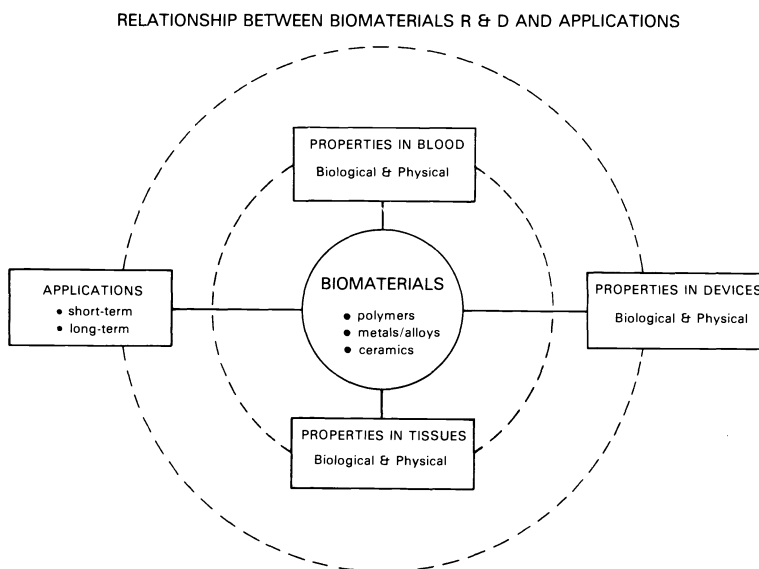 RELATIONSHIP BETWEEN BIOMATERIALS R & D AND APPLICATIONS
PROPERTIES IN BLOOD
Biological & Physical
APPLICATIONS
• short-term
• long-term
BIOMATERIALS
• polymers
• metals/alloys
• ceramics
PROPERTIES IN DEVICES
Biological & Physical
PROPERTIES IN TISSUES
Biological & Physical